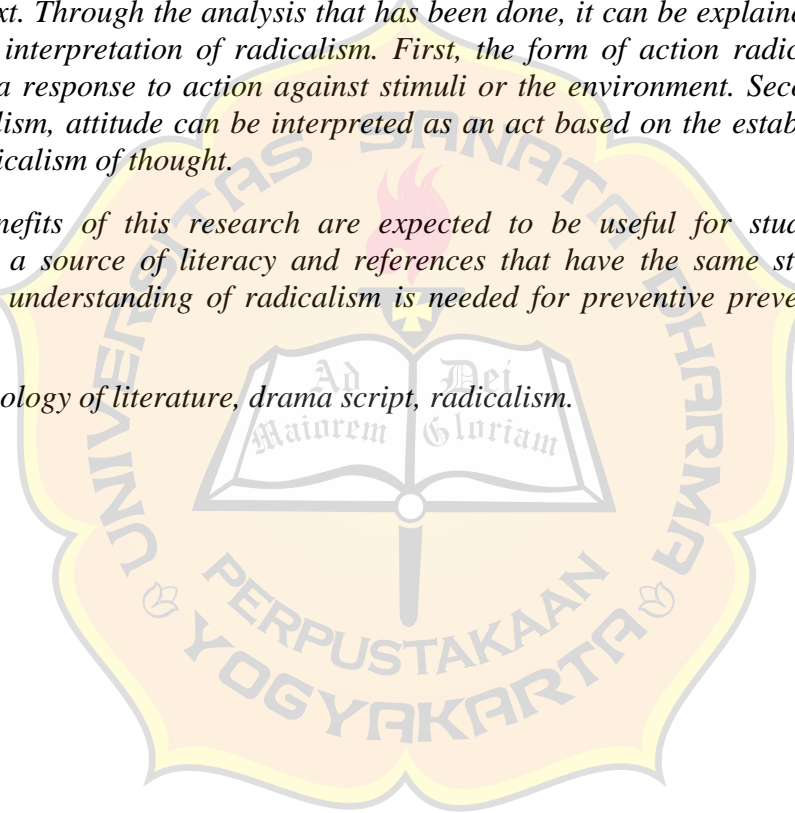 xt. Through the analysis that has been done, it can be explaine
interpretation of radicalism. First, the form of action radic
a response to action against stimuli or the environment. Seco
lism, attitude can be interpreted as an act based on the estab
icalism of thought.
nefits of this research are expected to be useful for stud
a source of literacy and references that have the same st
understanding of radicalism is needed for preventive preve
ology of literature, drama script, radicalism.
UNIVERSITAS SANATA DHARMA
Ad Dei
Maiorem Gloriam
PERPUSTAKAAN
YOGYAKARTA